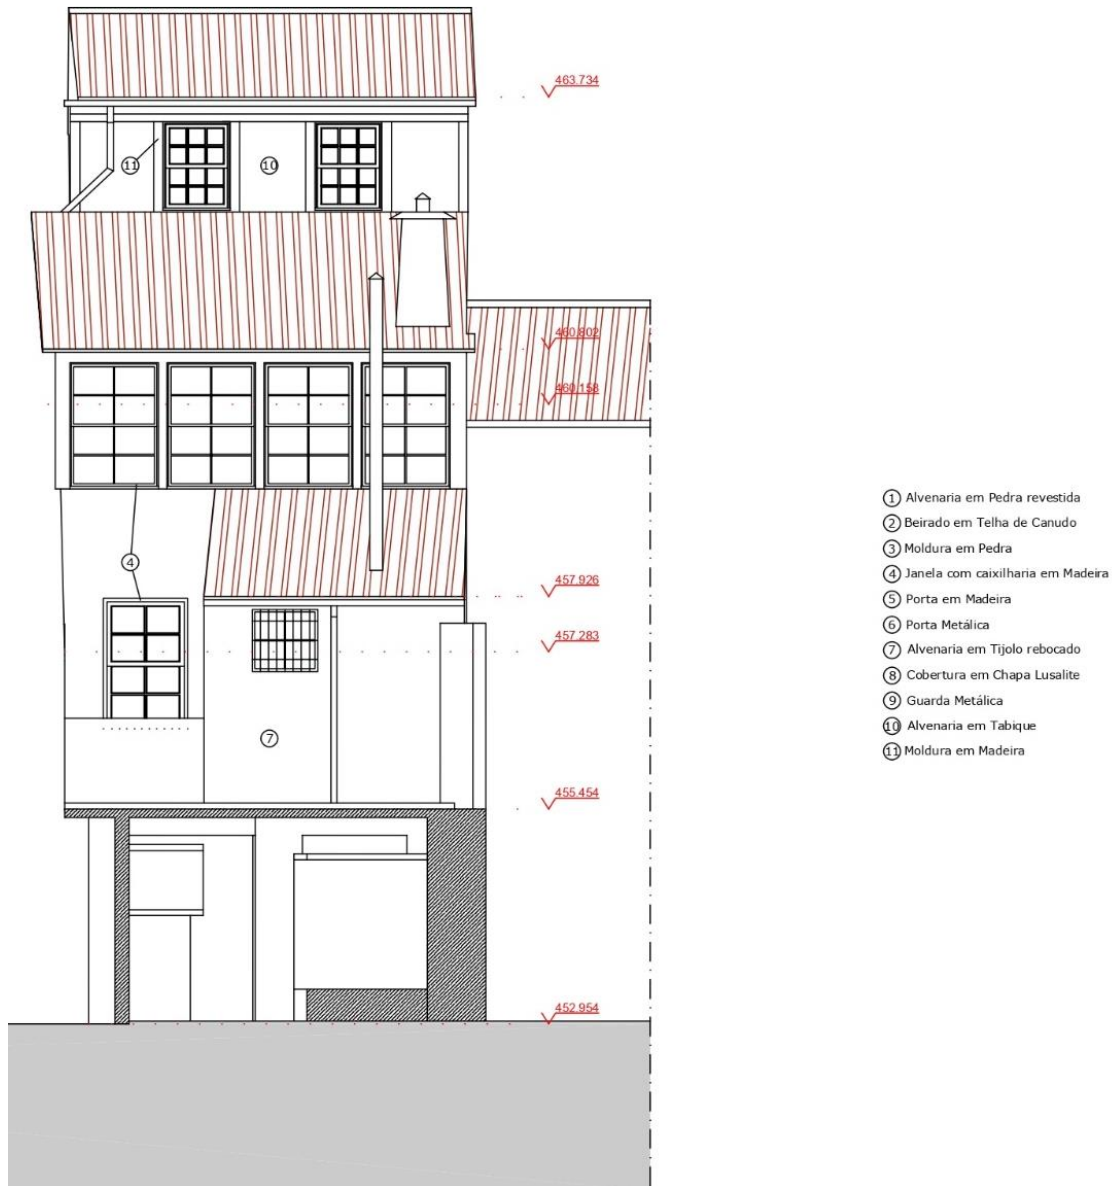 463.734
11
10
460.802
460.158
4
457.926
457.283
7
455.454
452.954
1 Alvenaria em Pedra revestida
2 Beirado em Telha de Canudo
3 Moldura em Pedra
4 Janela com caixilharia em Madeira
5 Porta em Madeira
6 Porta Metálica
7 Alvenaria em Tijolo rebocado
8 Cobertura em Chapa Lusalite
9 Guarda Metálica
10 Alvenaria em Tabique
11 Moldura em Madeira